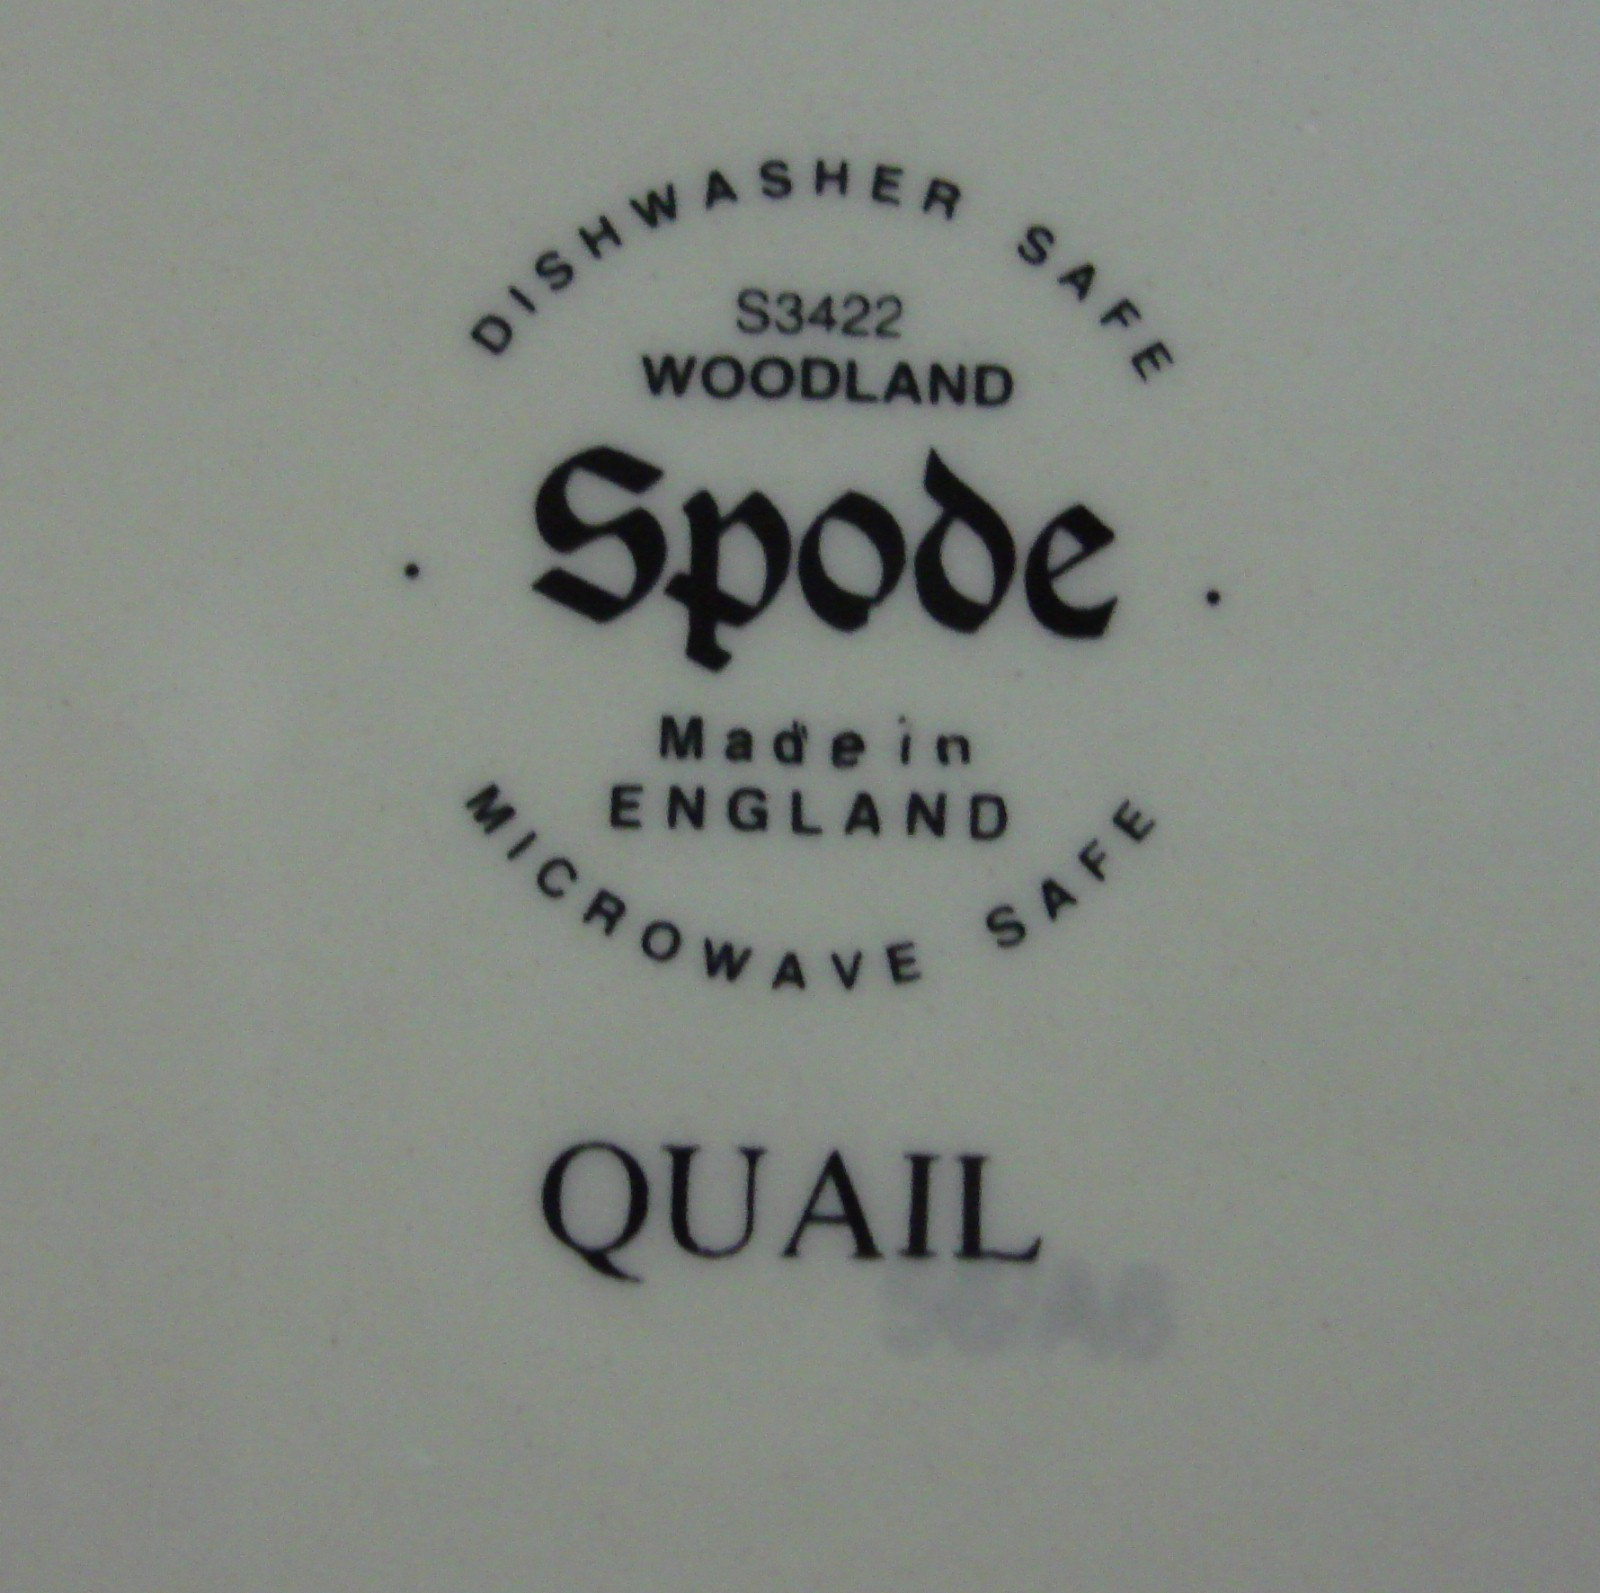 DISHWASHER SAFE
S3422
WOODLAND
Spode
Made in
ENGLAND
MICROWAVE SAFE
QUAIL